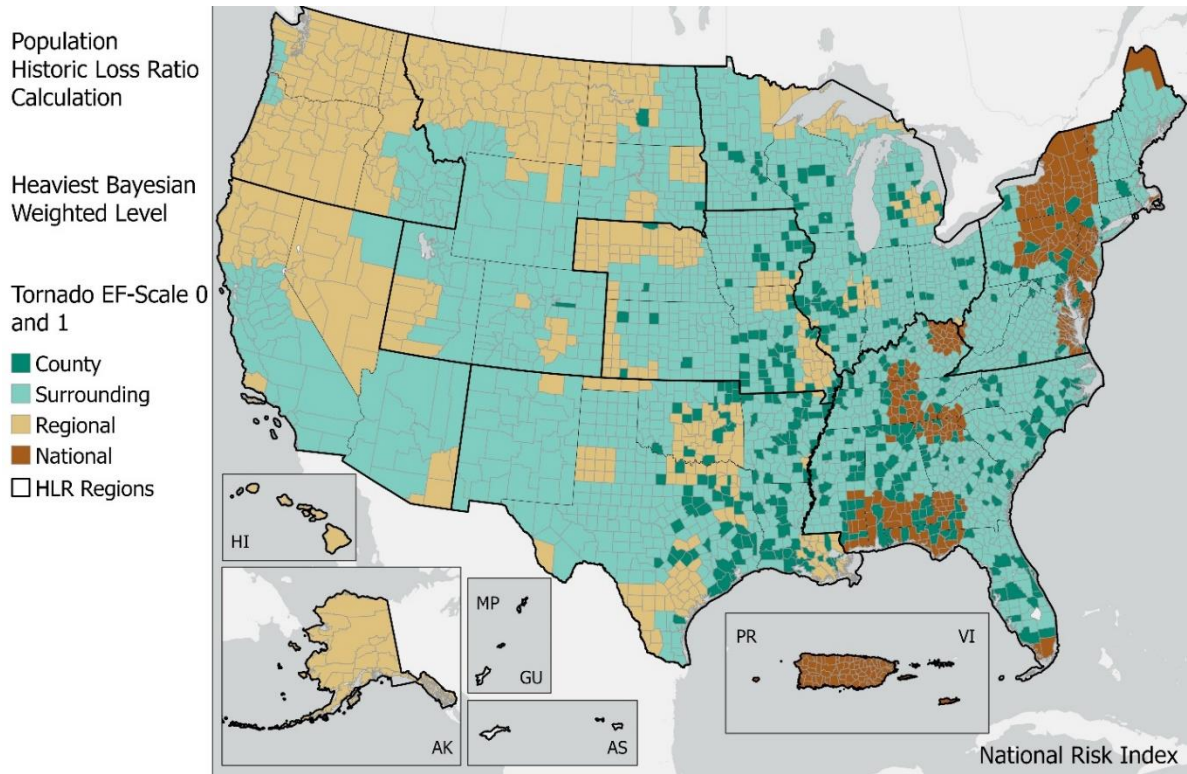 Population
Historic Loss Ratio
Calculation
Heaviest Bayesian
Weighted Level
Tornado EF-Scale 0
and 1
County
Surrounding
Regional
National
HLR Regions
HI
AK
MP
GU
AS
PR
VI
National Risk Index